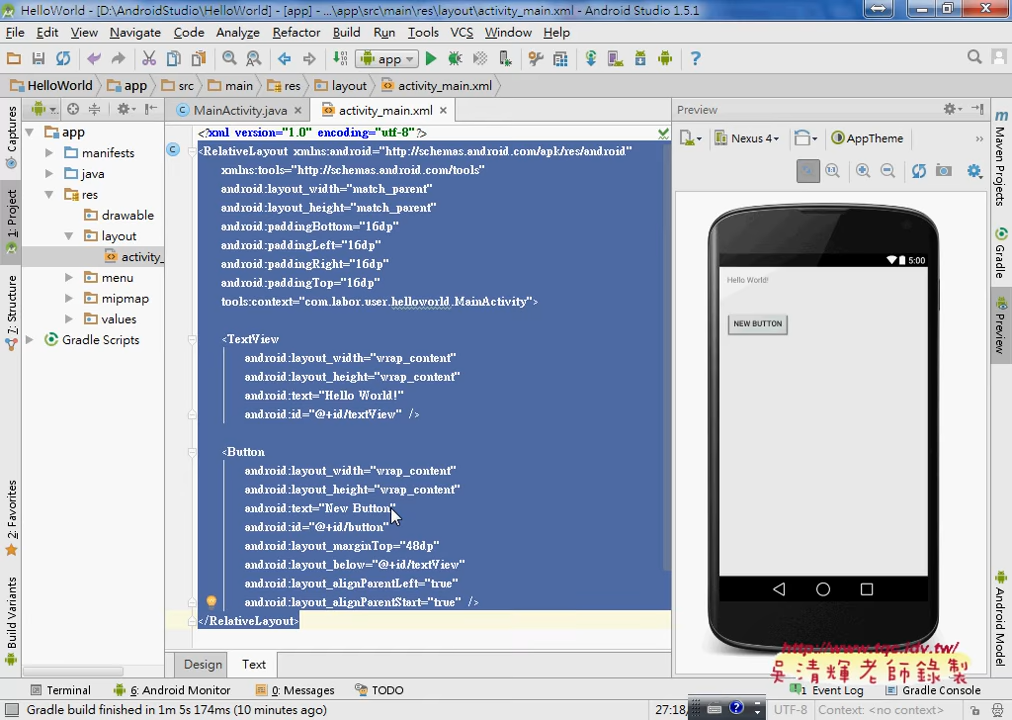 HelloWorld - [D:\AndroidStudio\HelloWorld] - [app] - ...\app\src\main\res\layout\activity_main.xml - Android Studio 1.5.1
File Edit View Navigate Code Analyze Refactor Build Run Tools VCS Window Help
app
HelloWorld app src main res layout activity_main.xml
MainActivity.java activity_main.xml
Captures
1: Project
7: Structure
2: Favorites
Build Variants
app
manifests
java
res
drawable
layout
activity_
menu
mipmap
values
Gradle Scripts
<?xml version="1.0" encoding="utf-8"?>
<RelativeLayout xmlns:android="http://schemas.android.com/apk/res/android"
xmlns:tools="http://schemas.android.com/tools"
android:layout_width="match_parent"
android:layout_height="match_parent"
android:paddingBottom="16dp"
android:paddingLeft="16dp"
android:paddingRight="16dp"
android:paddingTop="16dp"
tools:context="com.labor.user.helloworld.MainActivity">
<TextView
android:layout_width="wrap_content"
android:layout_height="wrap_content"
android:text="Hello World!"
android:id="@+id/textView" />
<Button
android:layout_width="wrap_content"
android:layout_height="wrap_content"
android:text="New Button"
android:id="@+id/button"
android:layout_marginTop="48dp"
android:layout_below="@+id/textView"
android:layout_alignParentLeft="true"
android:layout_alignParentStart="true" />
</RelativeLayout>
Design Text
Preview
Nexus 4 AppTheme
5:00
Hello World!
NEW BUTTON
Maven Projects
Gradle
Preview
Android Model
http://www.tqc.idv.tw/
吳清輝老師錄製
Terminal 6: Android Monitor 0: Messages TODO 1 Event Log Gradle Console
Gradle build finished in 1m 5s 174ms (10 minutes ago) 27:18 UTF-8 Context: <no context>